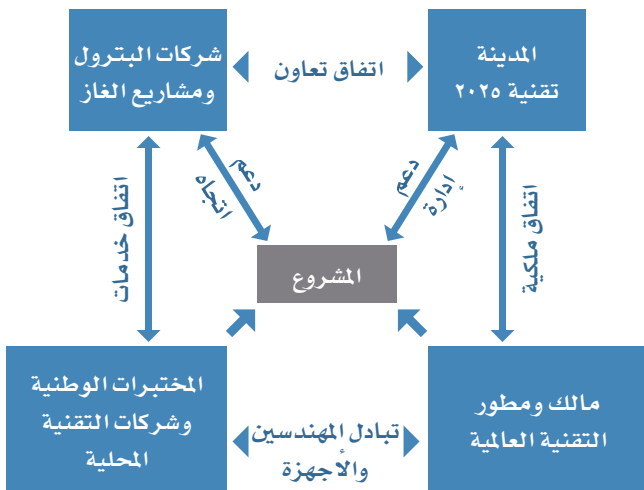 المدينة
تقنية ٢٠٢٥
اتفاق تعاون
شركات البترول
ومشاريع الغاز
دعم
إدارة
دعم
اتجاه
اتفاق ملكية
اتفاق خدمات
المشروع
مالك ومطور
التقنية العالمية
تبادل المهندسين
والأجهزة
المختبرات الوطنية
وشركات التقنية
المحلية